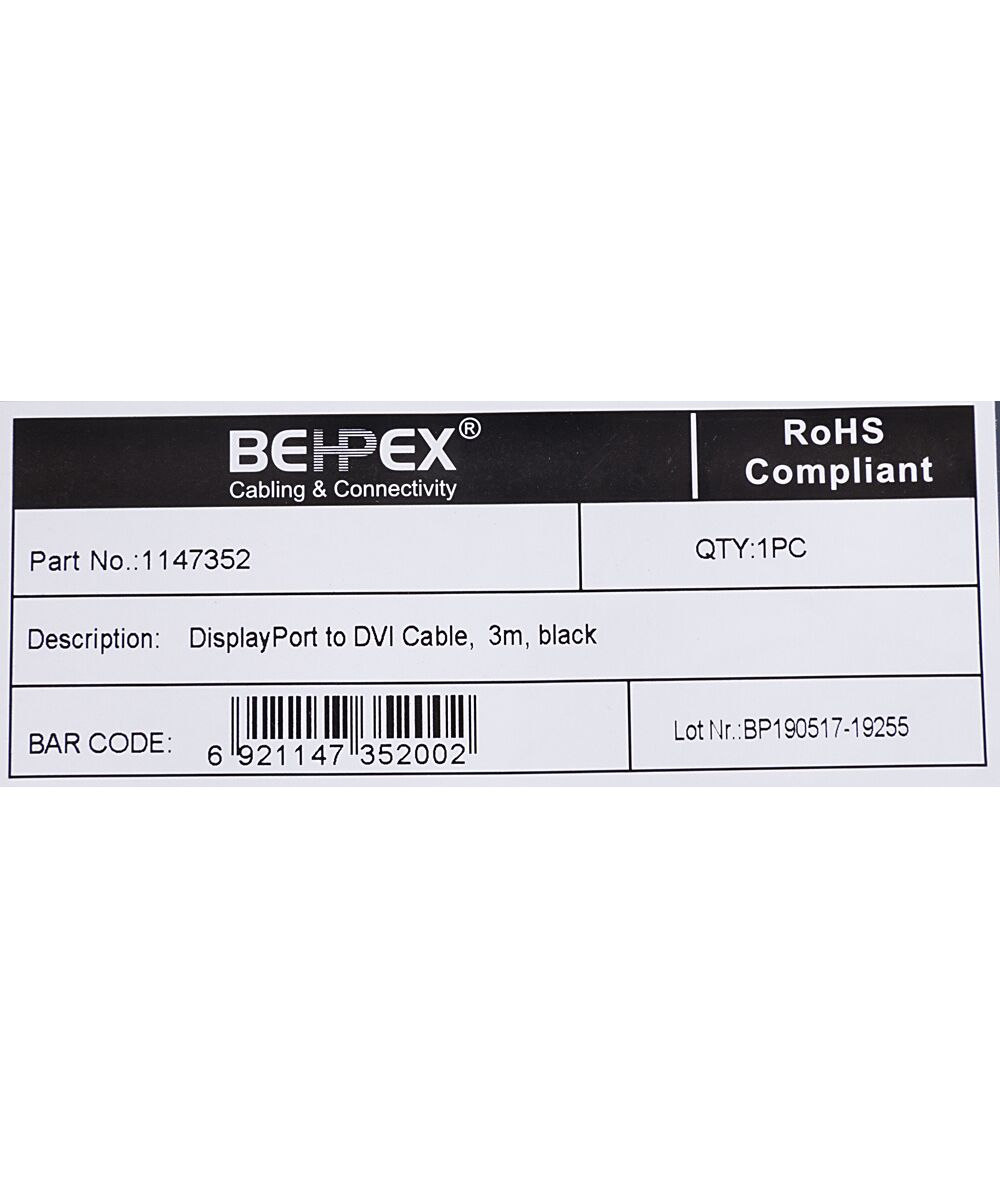 BEHPEX®
Cabling & Connectivity
RoHS
Compliant
Part No.:1147352
QTY:1PC
Description: DisplayPort to DVI Cable, 3m, black
BAR CODE:
6 921147 352002
Lot Nr.:BP190517-19255